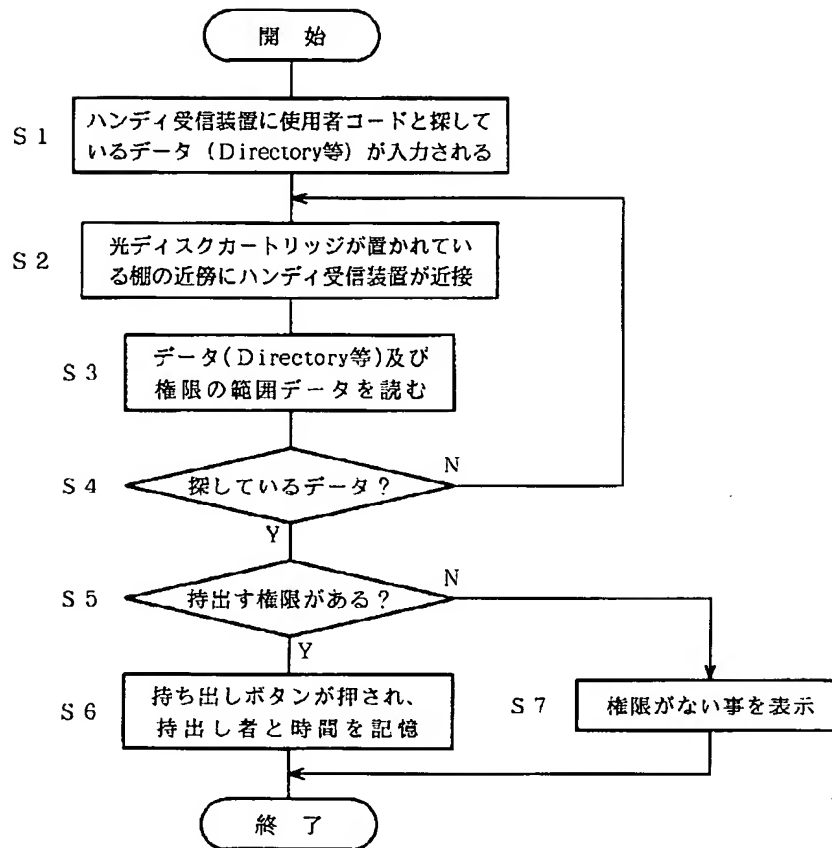 開 始
S 1
ハンディ受信装置に使用者コードと探して
いるデータ（Directory等）が入力される
S 2
光ディスクカートリッジが置かれてい
る棚の近傍にハンディ受信装置が近接
S 3
データ(Directory等)及び
権限の範囲データを読む
S 4
探しているデータ？
N
Y
S 5
持出す権限がある？
N
Y
S 6
持ち出しボタンが押され、
持出し者と時間を記憶
S 7
権限がない事を表示
終 了